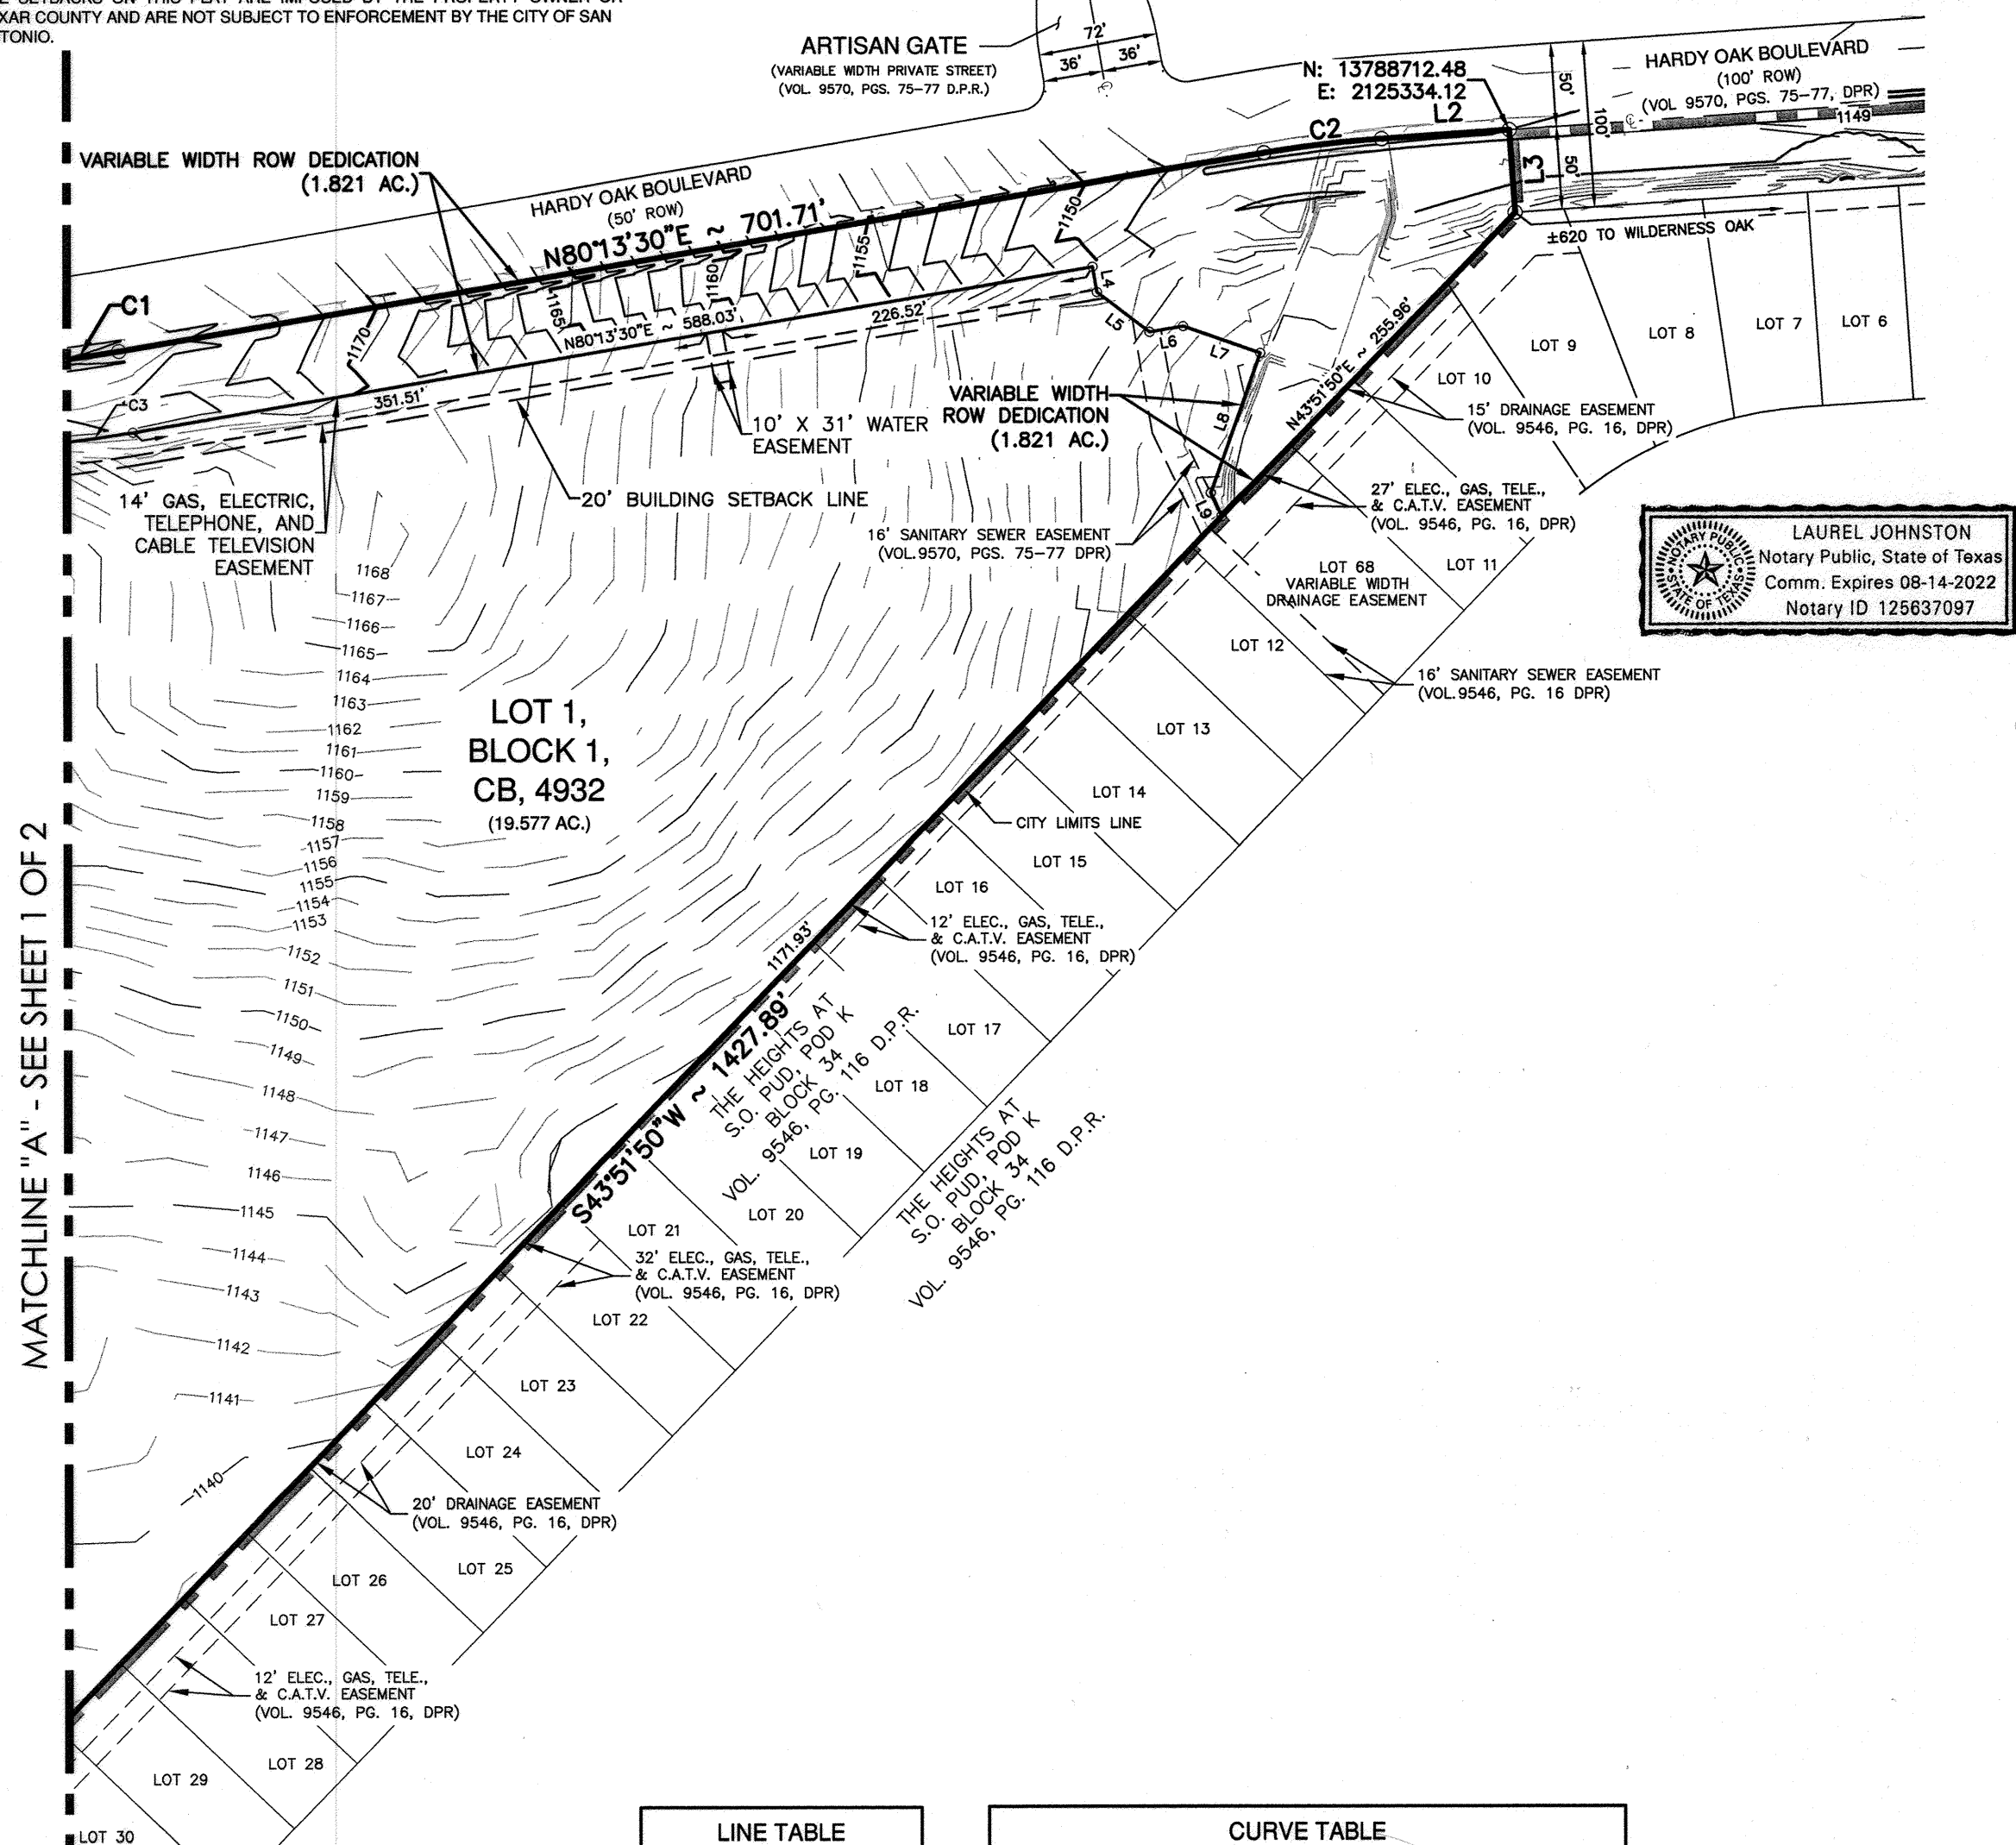 XAR COUNTY AND ARE NOT SUBJECT TO ENFORCEMENT BY THE CITY OF SAN
TONIO.
ARTISAN GATE
(VARIABLE WIDTH PRIVATE STREET)
(VOL. 9570, PGS. 75-77 D.P.R.)
72'
36'
36'
N: 13788712.48
E: 2125334.12
L2
C2
L3
50'
100'
50'
HARDY OAK BOULEVARD
(100' ROW)
(VOL 9570, PGS. 75-77, DPR)
1149
±620 TO WILDERNESS OAK
VARIABLE WIDTH ROW DEDICATION
(1.821 AC.)
HARDY OAK BOULEVARD
(50' ROW)
N80°13'30"E ~ 701.71'
C1
1170
1165
1160
1155
1150
N80°13'30"E ~ 588.03'
226.52'
351.51'
C3
L4
L5
L6
L7
L8
L9
VARIABLE WIDTH
ROW DEDICATION
(1.821 AC.)
10' X 31' WATER
EASEMENT
20' BUILDING SETBACK LINE
14' GAS, ELECTRIC,
TELEPHONE, AND
CABLE TELEVISION
EASEMENT
16' SANITARY SEWER EASEMENT
(VOL.9570, PGS. 75-77 DPR)
N43°51'50"E ~ 255.96'
LOT 6
LOT 7
LOT 8
LOT 9
LOT 10
15' DRAINAGE EASEMENT
(VOL. 9546, PG. 16, DPR)
27' ELEC., GAS, TELE.,
& C.A.T.V. EASEMENT
(VOL. 9546, PG. 16, DPR)
LOT 11
LOT 68
VARIABLE WIDTH
DRAINAGE EASEMENT
LOT 12
16' SANITARY SEWER EASEMENT
(VOL.9546, PG. 16 DPR)
LAUREL JOHNSTON
Notary Public, State of Texas
Comm. Expires 08-14-2022
Notary ID 125637097
NOTARY PUBLIC
STATE OF TEXAS
1168
1167
1166
1165
1164
1163
1162
1161
1160
1159
1158
1157
1156
1155
1154
1153
1152
1151
1150
1149
1148
1147
1146
1145
1144
1143
1142
1141
1140
LOT 1,
BLOCK 1,
CB, 4932
(19.577 AC.)
MATCHLINE "A" - SEE SHEET 1 OF 2
LOT 13
LOT 14
CITY LIMITS LINE
LOT 15
LOT 16
12' ELEC., GAS, TELE.,
& C.A.T.V. EASEMENT
(VOL. 9546, PG. 16, DPR)
1171.93'
S43°51'50"W ~ 1427.89'
THE HEIGHTS AT
S.O. PUD, POD K
BLOCK 34
VOL. 9546, PG. 116 D.P.R.
LOT 17
LOT 18
LOT 19
THE HEIGHTS AT
S.O. PUD, POD K
BLOCK 34
VOL. 9546, PG. 116 D.P.R.
LOT 20
LOT 21
32' ELEC., GAS, TELE.,
& C.A.T.V. EASEMENT
(VOL. 9546, PG. 16, DPR)
LOT 22
LOT 23
LOT 24
20' DRAINAGE EASEMENT
(VOL. 9546, PG. 16, DPR)
LOT 25
LOT 26
LOT 27
12' ELEC., GAS, TELE.,
& C.A.T.V. EASEMENT
(VOL. 9546, PG. 16, DPR)
LOT 28
LOT 29
LOT 30
LINE TABLE
CURVE TABLE